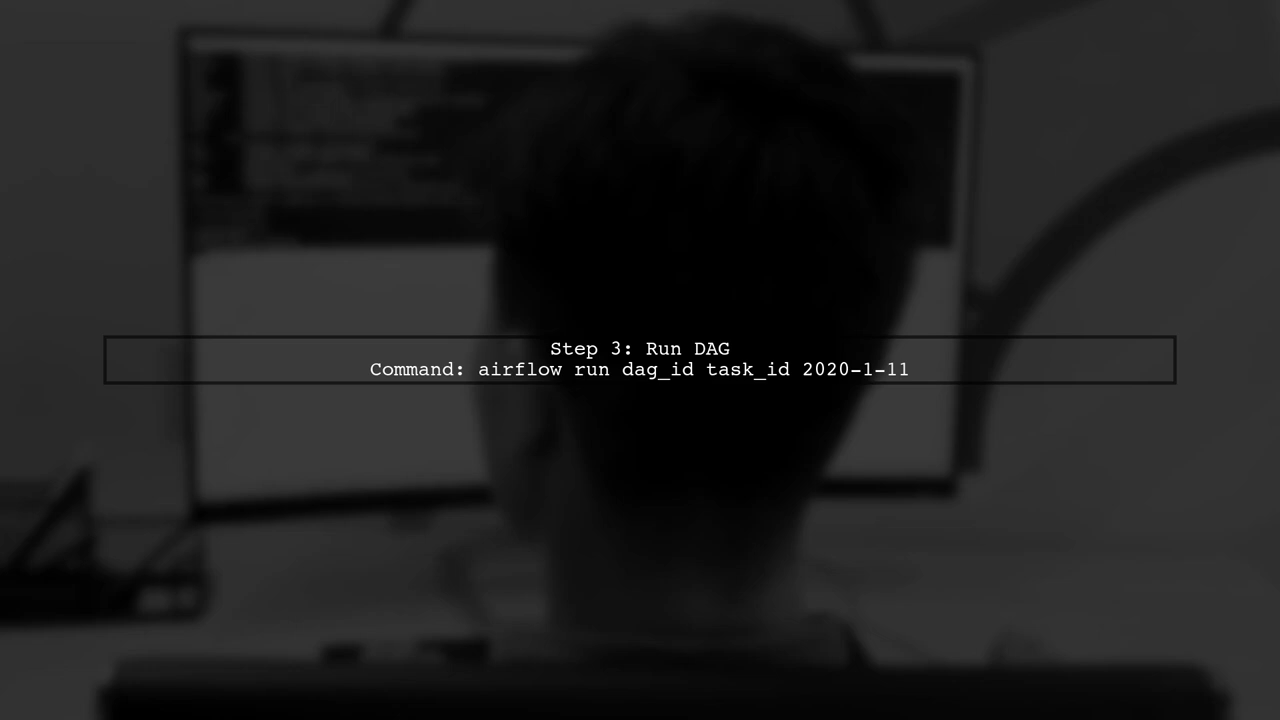 Step 3: Run DAG
Command: airflow run dag_id task_id 2020-1-11